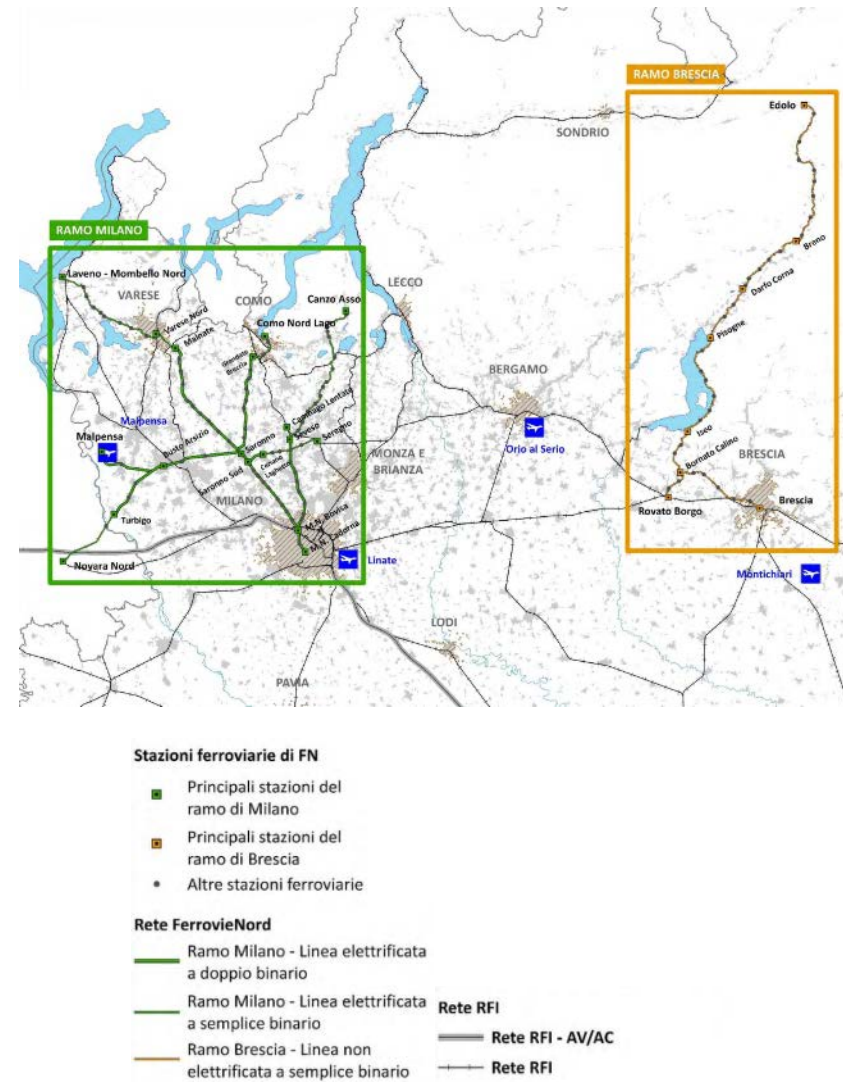 RAMO BRESCIA
Edolo
SONDRIO
RAMO MILANO
Breno
Laveno - Mombello Nord
VARESE
COMO
Canzo Asso
LECCO
Darfo Corna
Varese Nord
Como Nord Lago
Malnate
Grandate
Breccia
Pisogne
BERGAMO
Malpensa
Camnago Lentate
Iseo
Malpensa
Busto Arsizio
Saronno
Seveso
Seregno
Orio al Serio
Bornato Calino
BRESCIA
Saronno Sud
Ceriano
Laghetto
MONZA E
BRIANZA
MILANO
Rovato Borgo
Brescia
Turbigo
M.N. Bovisa
M.N. Cadorna
Novara Nord
Linate
Montichiari
LODI
PAVIA
Stazioni ferroviarie di FN
Principali stazioni del
ramo di Milano
Principali stazioni del
ramo di Brescia
Altre stazioni ferroviarie
Rete FerrovieNord
Ramo Milano - Linea elettrificata
a doppio binario
Ramo Milano - Linea elettrificata
a semplice binario
Ramo Brescia - Linea non
elettrificata a semplice binario
Rete RFI
Rete RFI - AV/AC
Rete RFI